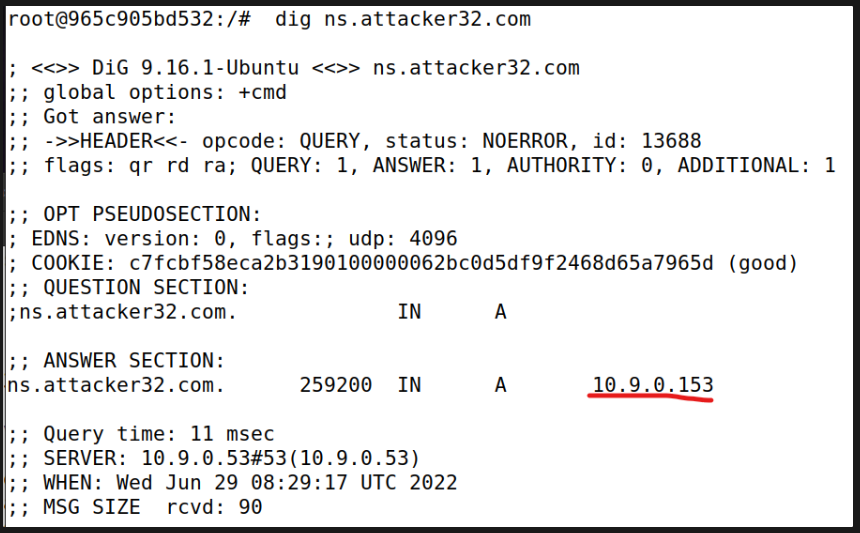 root@965c905bd532:/# dig ns.attacker32.com
; <<>> DiG 9.16.1-Ubuntu <<>> ns.attacker32.com
;; global options: +cmd
;; Got answer:
;; ->>HEADER<<- opcode: QUERY, status: NOERROR, id: 13688
;; flags: qr rd ra; QUERY: 1, ANSWER: 1, AUTHORITY: 0, ADDITIONAL: 1
;; OPT PSEUDOSECTION:
; EDNS: version: 0, flags:; udp: 4096
; COOKIE: c7fcbf58eca2b3190100000062bc0d5df9f2468d65a7965d (good)
;; QUESTION SECTION:
;ns.attacker32.com. IN A
;; ANSWER SECTION:
ns.attacker32.com. 259200 IN A 10.9.0.153
;; Query time: 11 msec
;; SERVER: 10.9.0.53#53(10.9.0.53)
;; WHEN: Wed Jun 29 08:29:17 UTC 2022
;; MSG SIZE rcvd: 90